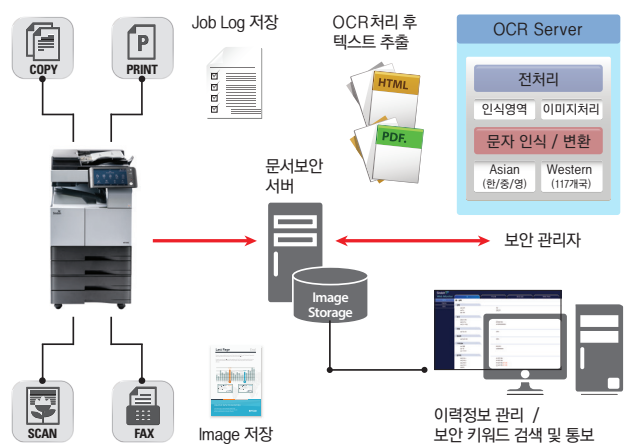 COPY
PRINT
Job Log 저장
OCR처리 후
텍스트 추출
HTML
PDF.
OCR Server
전처리
인식영역
이미지처리
문자 인식 / 변환
Asian
(한/중/영)
Western
(117개국)
문서보안
서버
보안 관리자
Image
Storage
SCAN
FAX
Image 저장
이력정보 관리 /
보안 키워드 검색 및 통보